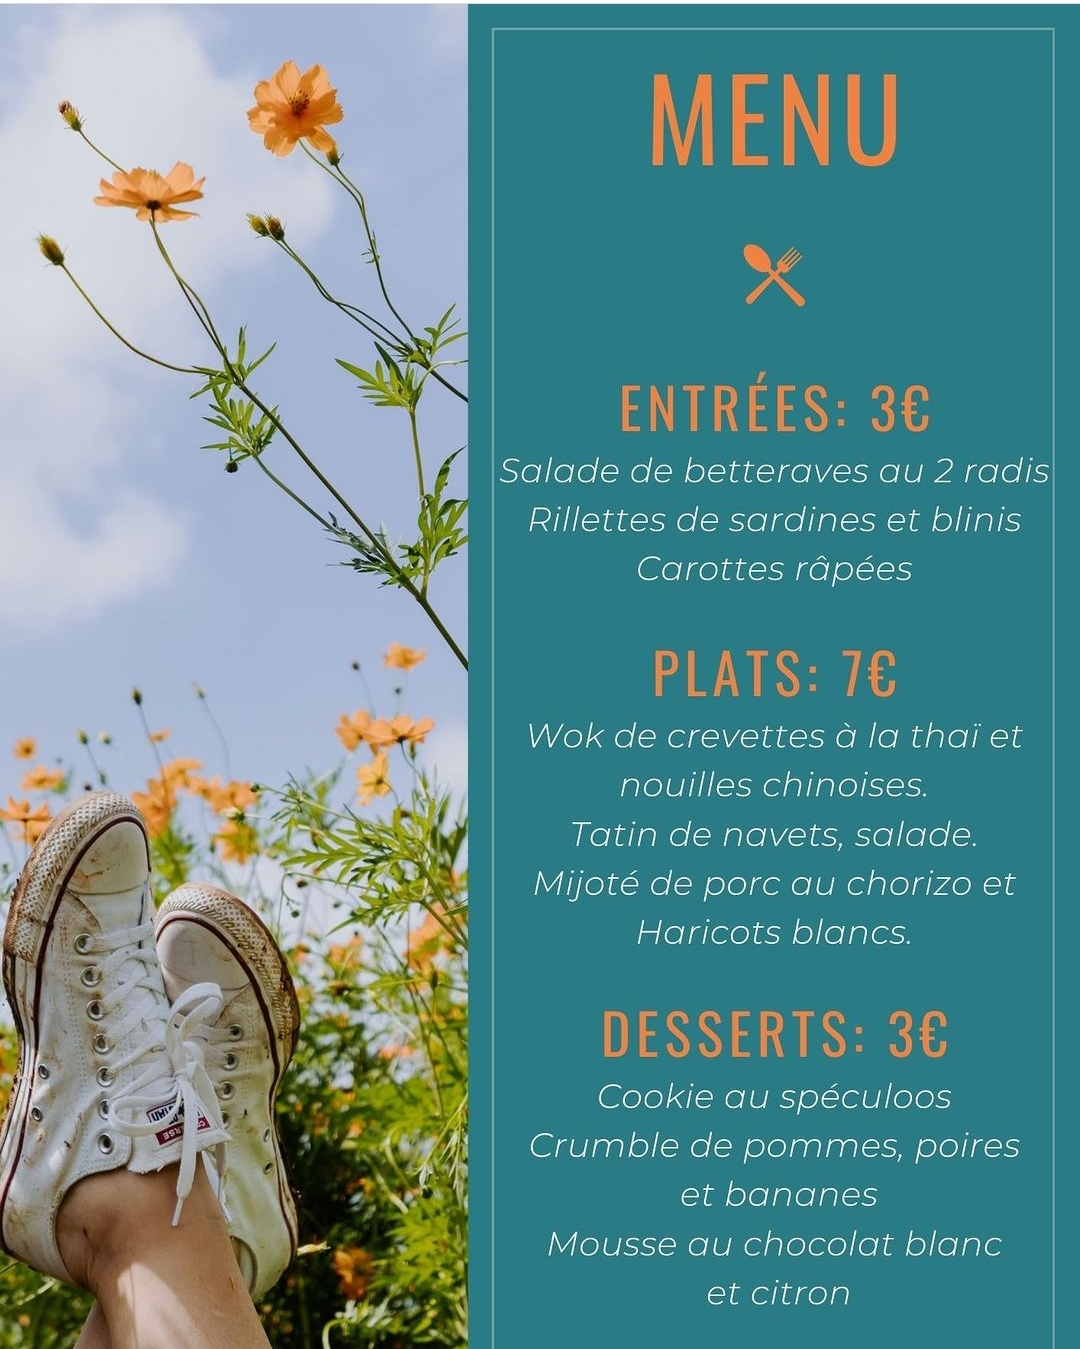 MENU
ENTRÉES: 3€
Salade de betteraves au 2 radis
Rillettes de sardines et blinis
Carottes râpées
PLATS: 7€
Wok de crevettes à la thaï et
nouilles chinoises.
Tatin de navets, salade.
Mijoté de porc au chorizo et
Haricots blancs.
DESSERTS: 3€
Cookie au spéculoos
Crumble de pommes, poires
et bananes
Mousse au chocolat blanc
et citron